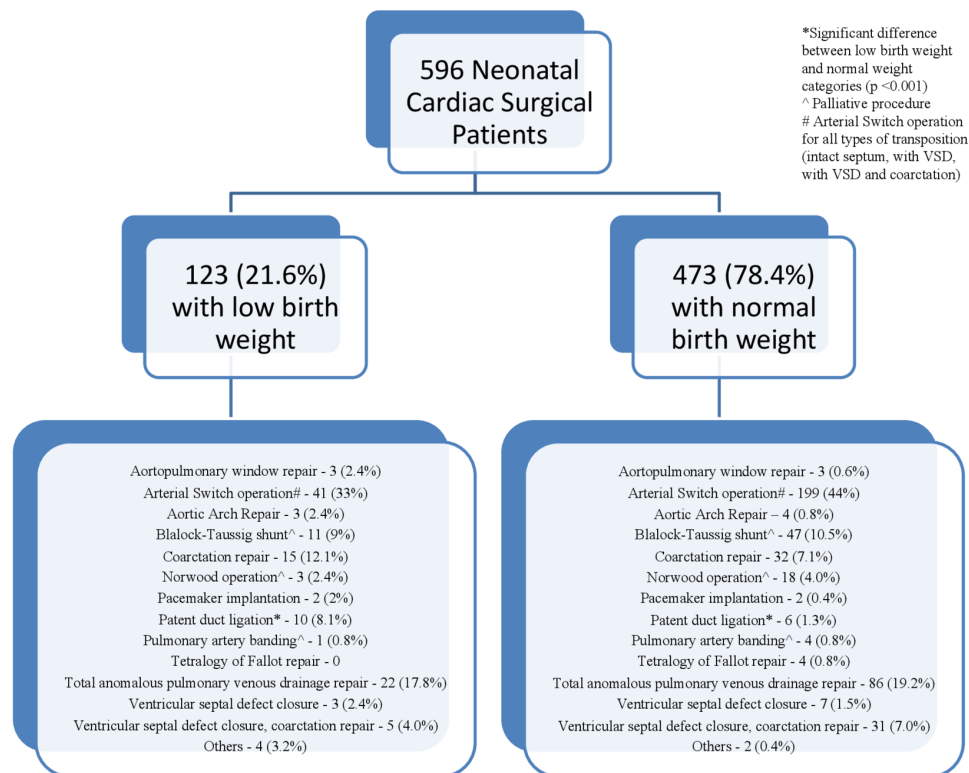 596 Neonatal
Cardiac Surgical
Patients
*Significant difference
between low birth weight
and normal weight
categories (p <0.001)
^ Palliative procedure
# Arterial Switch operation
for all types of transposition
(intact septum, with VSD,
with VSD and coarctation)
123 (21.6%)
with low birth
weight
473 (78.4%)
with normal
birth weight
Aortopulmonary window repair - 3 (2.4%)
Arterial Switch operation# - 41 (33%)
Aortic Arch Repair - 3 (2.4%)
Blalock-Taussig shunt^ - 11 (9%)
Coarctation repair - 15 (12.1%)
Norwood operation^ - 3 (2.4%)
Pacemaker implantation - 2 (2%)
Patent duct ligation* - 10 (8.1%)
Pulmonary artery banding^ - 1 (0.8%)
Tetralogy of Fallot repair - 0
Total anomalous pulmonary venous drainage repair - 22 (17.8%)
Ventricular septal defect closure - 3 (2.4%)
Ventricular septal defect closure, coarctation repair - 5 (4.0%)
Others - 4 (3.2%)
Aortopulmonary window repair - 3 (0.6%)
Arterial Switch operation# - 199 (44%)
Aortic Arch Repair – 4 (0.8%)
Blalock-Taussig shunt^ - 47 (10.5%)
Coarctation repair - 32 (7.1%)
Norwood operation^ - 18 (4.0%)
Pacemaker implantation - 2 (0.4%)
Patent duct ligation* - 6 (1.3%)
Pulmonary artery banding^ - 4 (0.8%)
Tetralogy of Fallot repair - 4 (0.8%)
Total anomalous pulmonary venous drainage repair - 86 (19.2%)
Ventricular septal defect closure - 7 (1.5%)
Ventricular septal defect closure, coarctation repair - 31 (7.0%)
Others - 2 (0.4%)